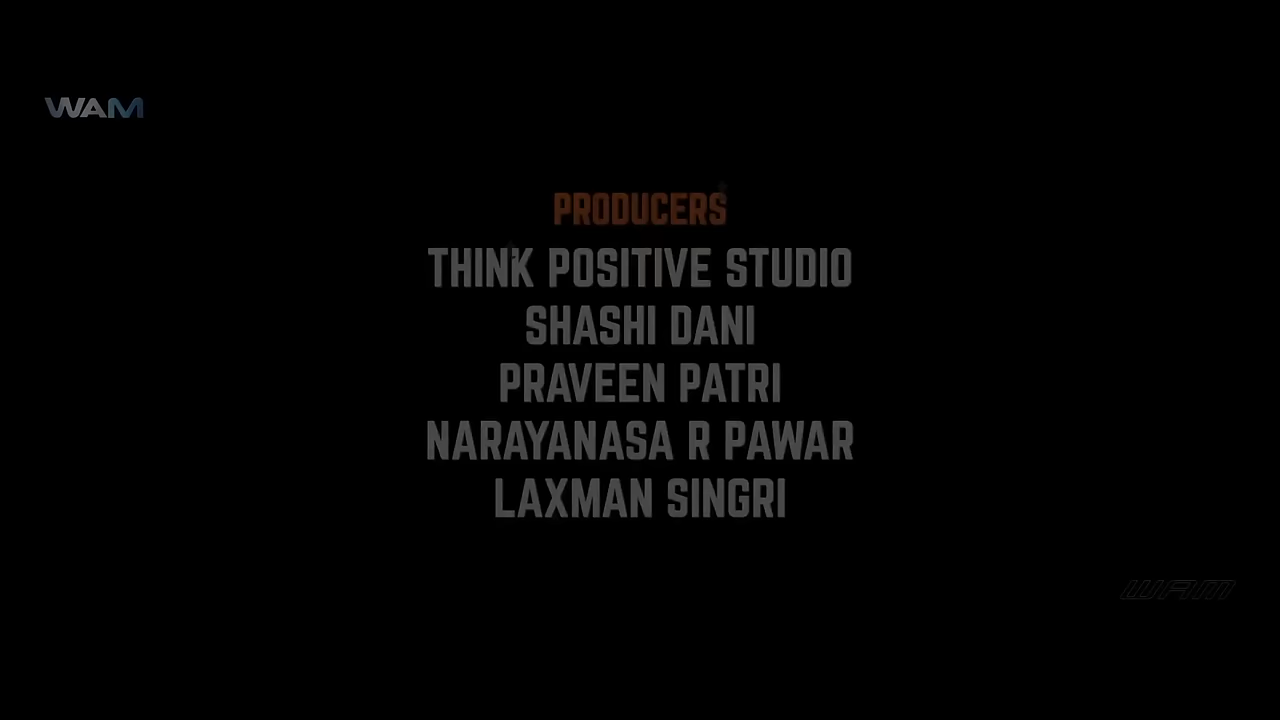 WAM
PRODUCERS
THINK POSITIVE STUDIO
SHASHI DANI
PRAVEEN PATRI
NARAYANASA R PAWAR
LAXMAN SINGRI
WAM